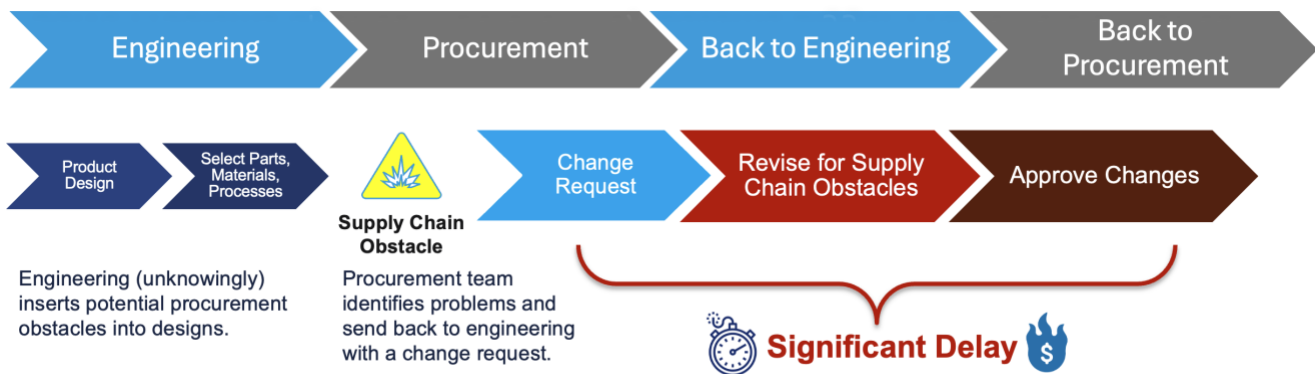 Engineering
Procurement
Back to Engineering
Back to
Procurement
Product
Design
Select Parts,
Materials,
Processes
Supply Chain
Obstacle
Change
Request
Revise for Supply
Chain Obstacles
Approve Changes
Engineering (unknowingly)
inserts potential procurement
obstacles into designs.
Procurement team
identifies problems and
send back to engineering
with a change request.
Significant Delay
$